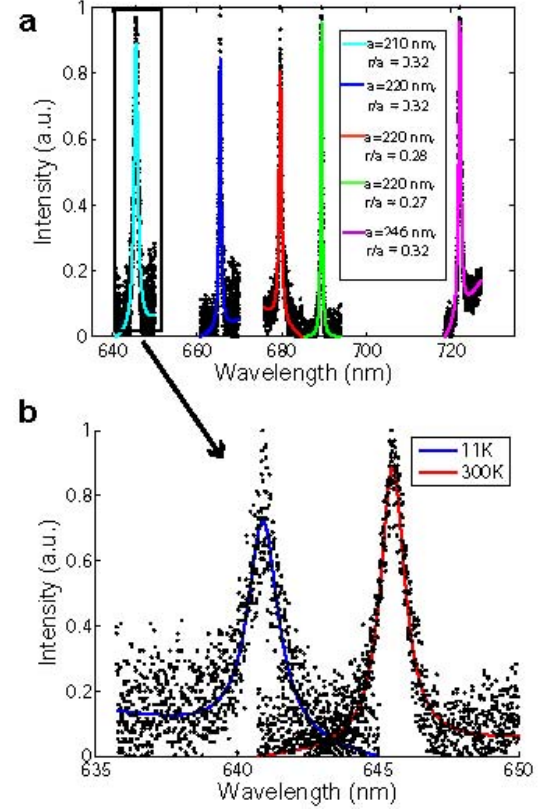 a
1
0.8
0.6
0.4
0.2
0
Intensity (a.u.)
640
660
680
700
720
Wavelength (nm)
a=210 nm,
r/a = 0.32
a=220 nm,
r/a = 0.32
a=220 nm,
r/a = 0.28
a=220 nm,
r/a = 0.27
a=246 nm,
r/a = 0.32
b
1
0.8
0.6
0.4
0.2
0
Intensity (a.u.)
635
640
645
650
Wavelength (nm)
11K
300K